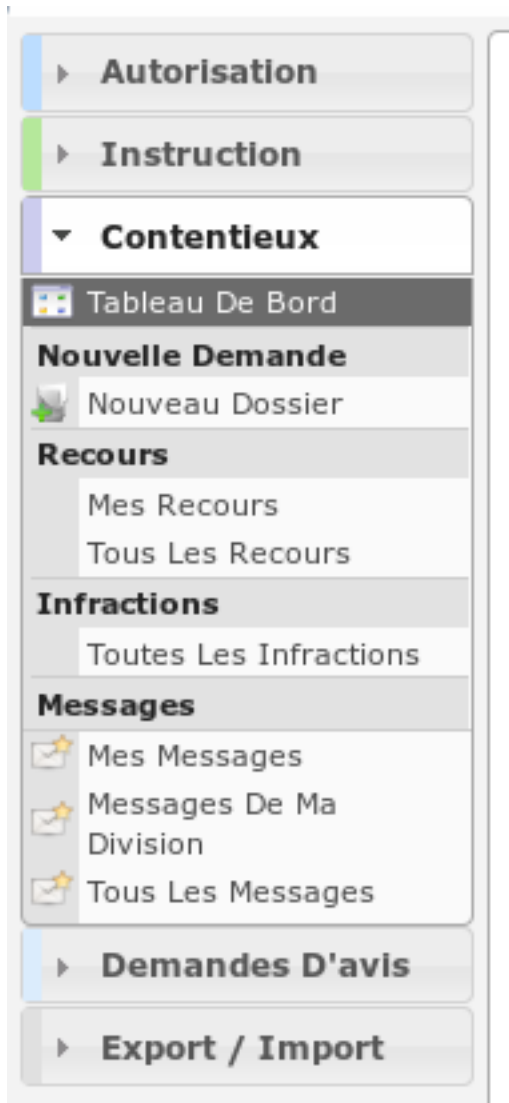 Autorisation
Instruction
Contentieux
Tableau De Bord
Nouvelle Demande
Nouveau Dossier
Recours
Mes Recours
Tous Les Recours
Infractions
Toutes Les Infractions
Messages
Mes Messages
Messages De Ma
Division
Tous Les Messages
Demandes D'avis
Export / Import